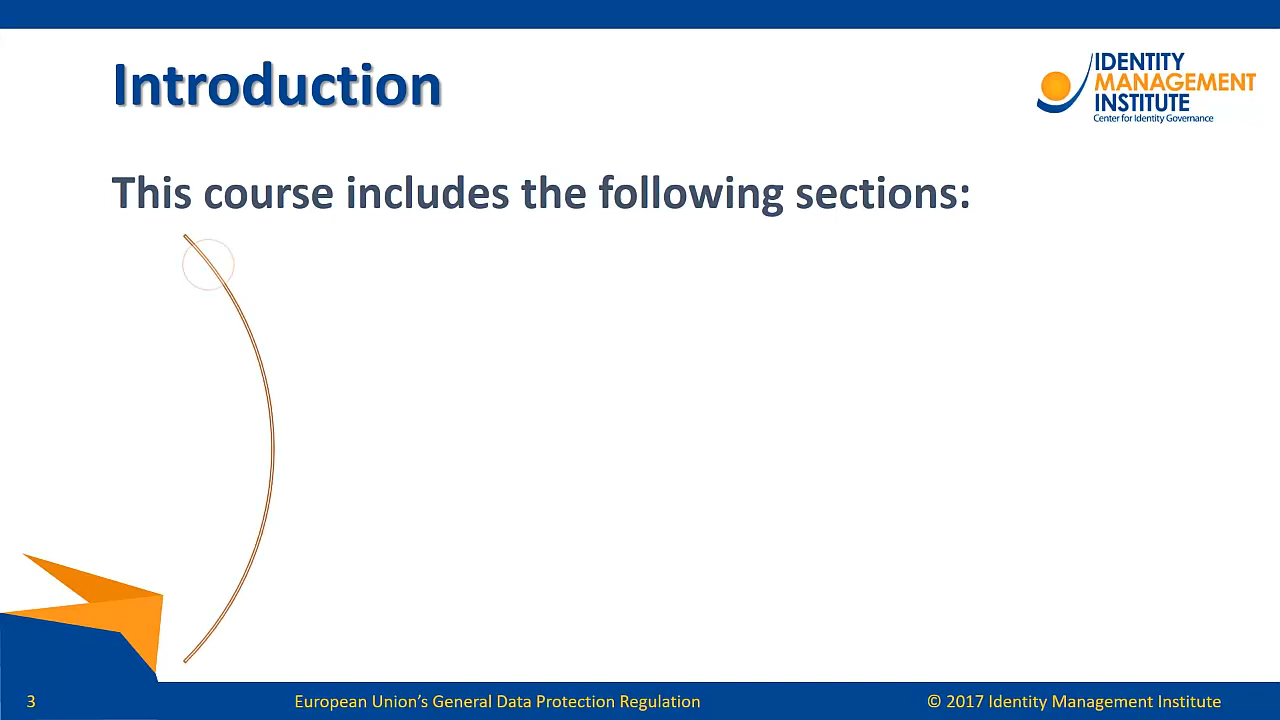 Introduction
IDENTITY
MANAGEMENT
INSTITUTE
Center for Identity Governance
This course includes the following sections:
3
European Union’s General Data Protection Regulation
© 2017 Identity Management Institute